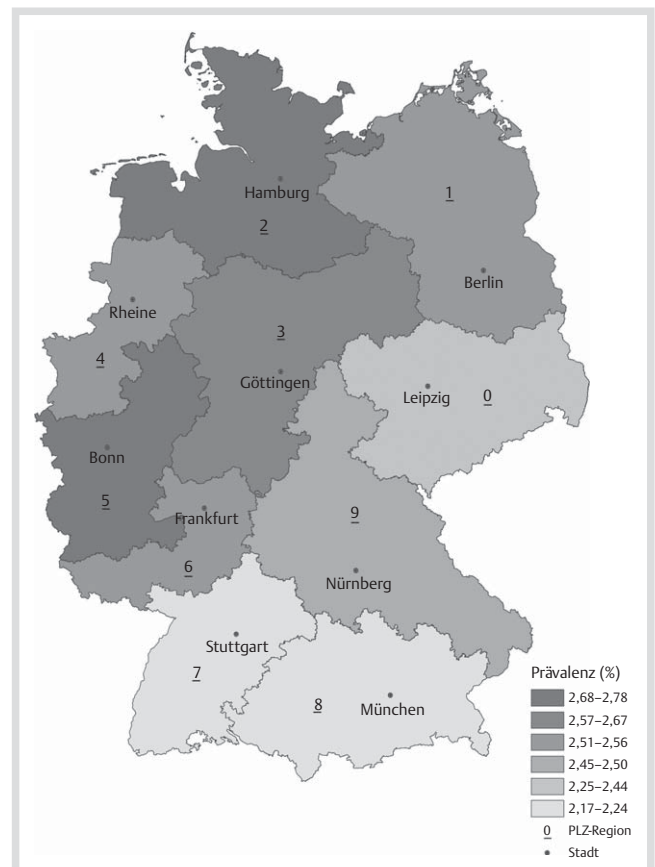 Hamburg
1
2
Berlin
Rheine
3
4
Göttingen
Leipzig 0
Bonn
5
Frankfurt
9
6
Nürnberg
Stuttgart
7
8 München
Prävalenz (%)
2,68–2,78
2,57–2,67
2,51–2,56
2,45–2,50
2,25–2,44
2,17–2,24
0 PLZ-Region
Stadt